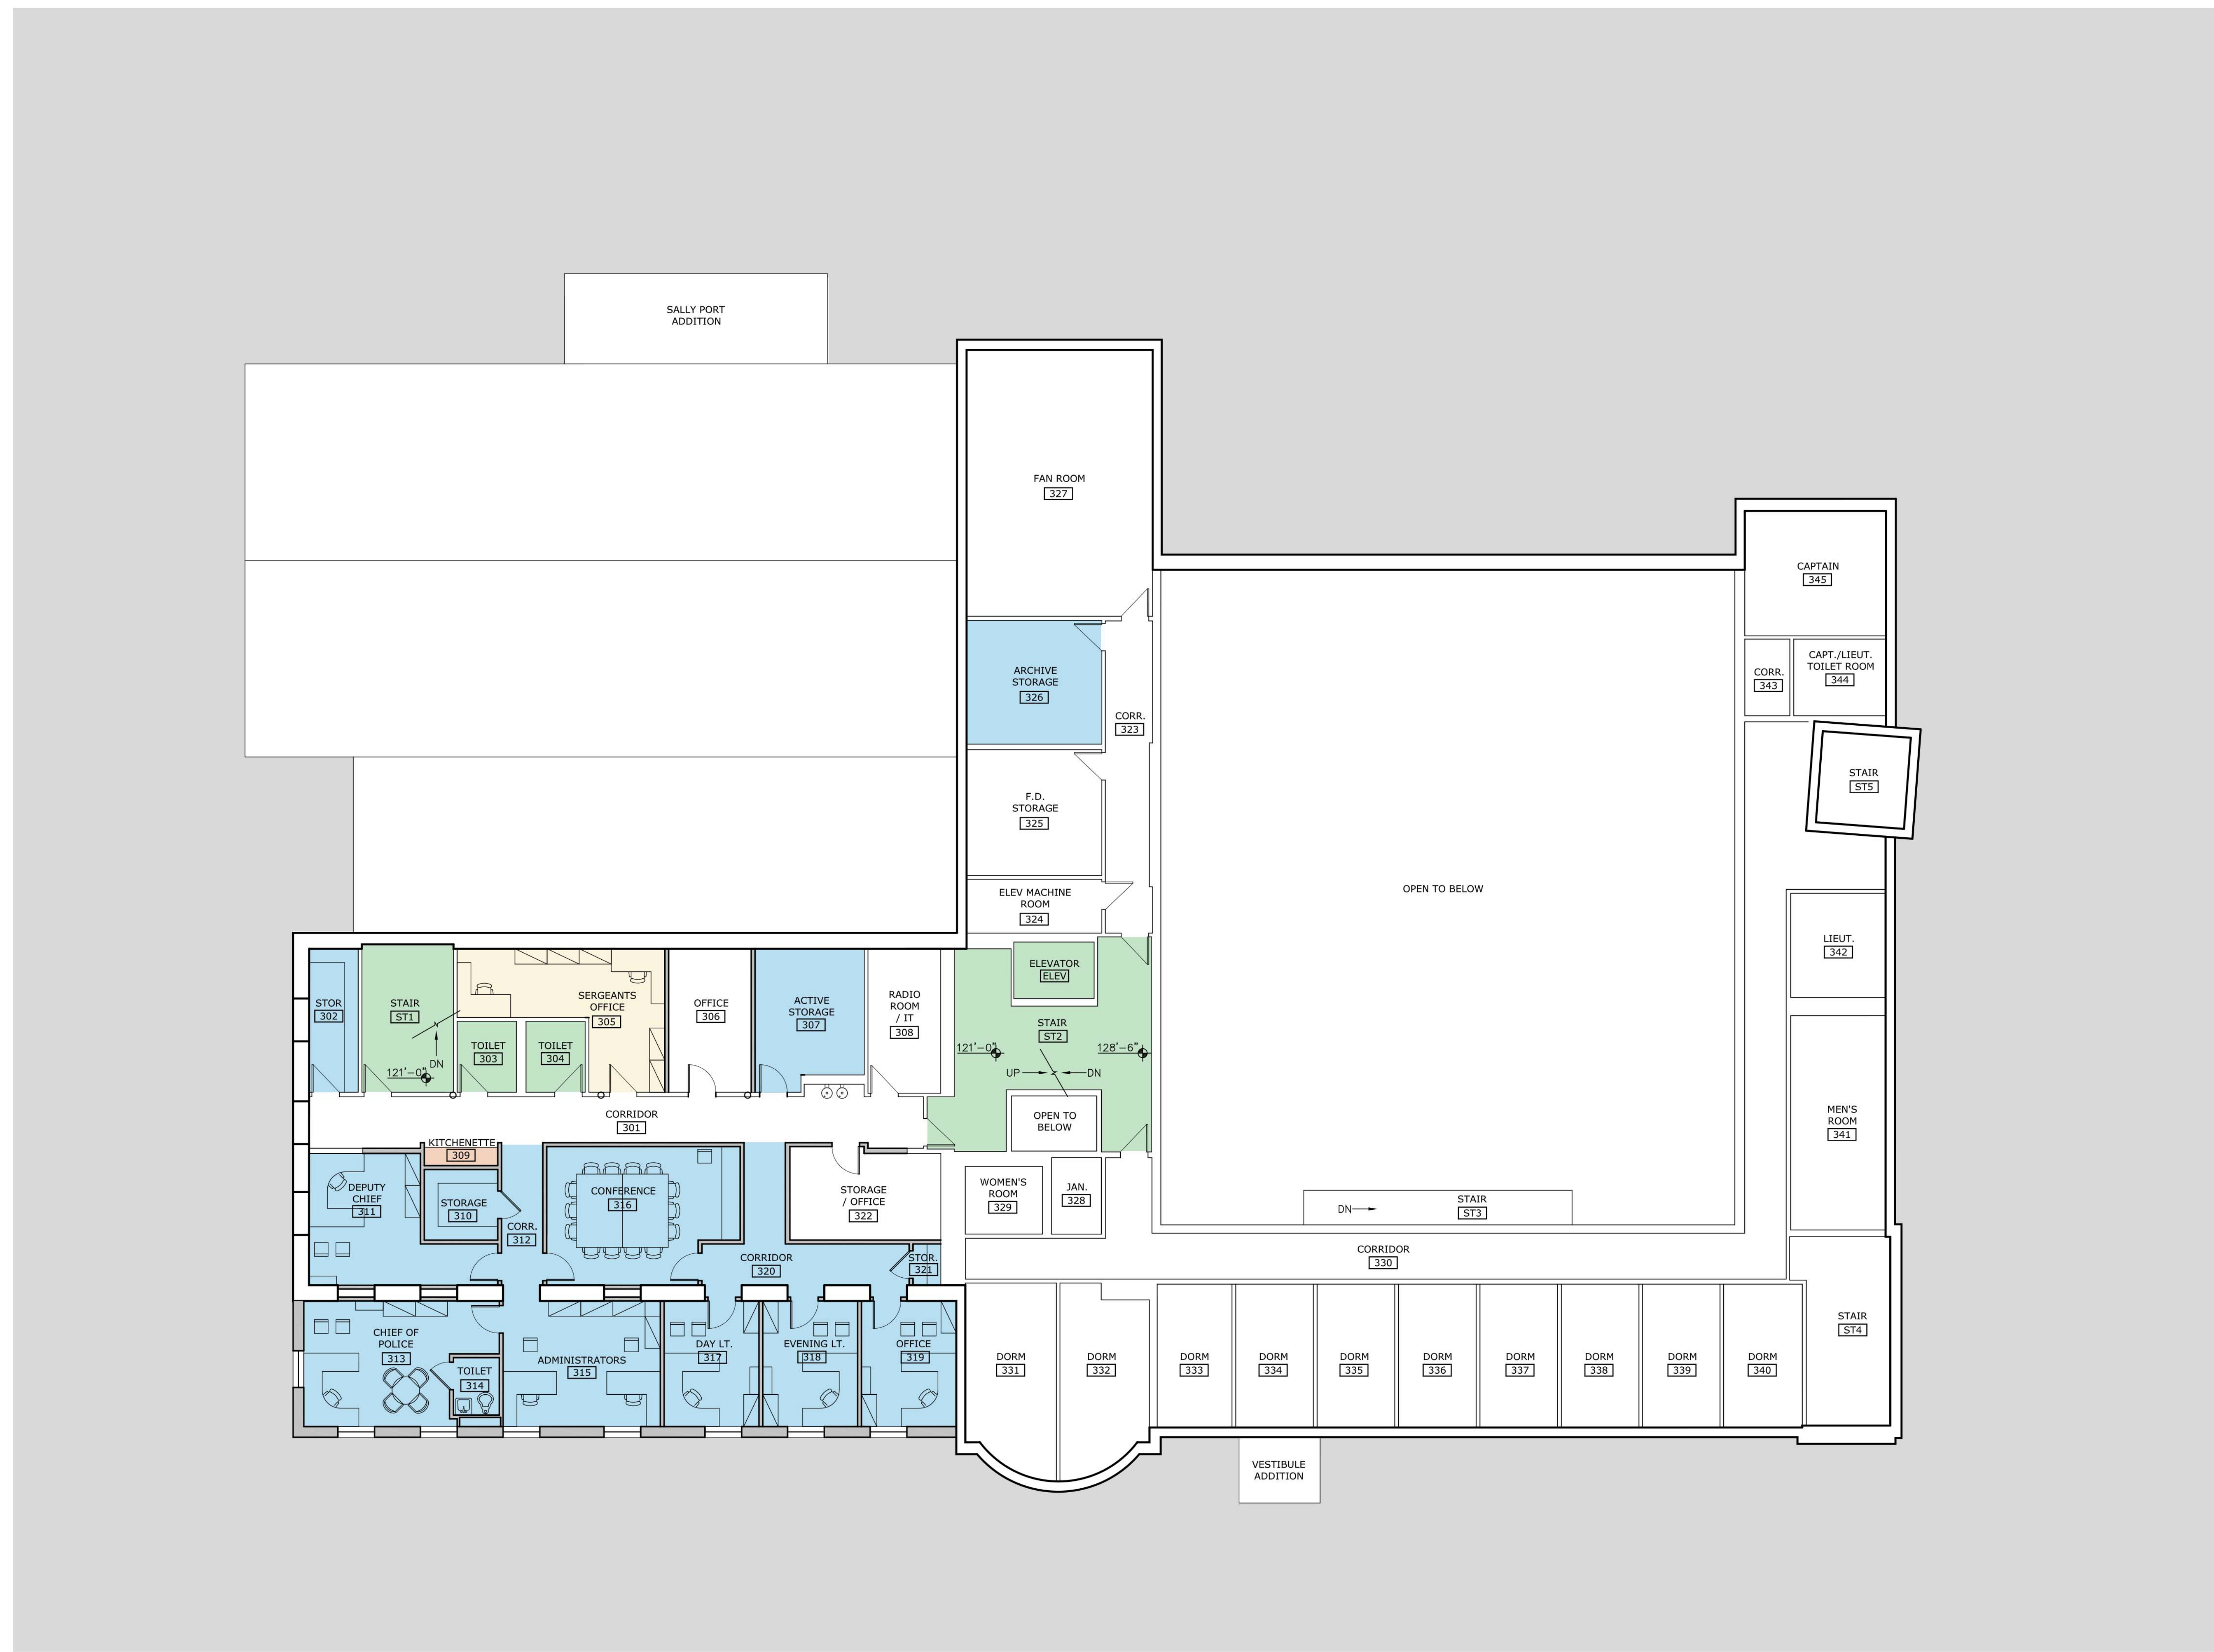 SALLY PORT
ADDITION
FAN ROOM
327
CAPTAIN
345
ARCHIVE
STORAGE
326
CORR.
343
CAPT./LIEUT.
TOILET ROOM
344
CORR.
323
STAIR
ST5
F.D.
STORAGE
325
OPEN TO BELOW
ELEV MACHINE
ROOM
324
LIEUT.
342
ELEVATOR
ELEV
STOR
302
STAIR
ST1
DN
121'-0"
SERGEANTS
OFFICE
305
OFFICE
306
ACTIVE
STORAGE
307
RADIO
ROOM
/ IT
308
TOILET
303
TOILET
304
STAIR
ST2
121'-0"
128'-6"
UP
DN
OPEN TO
BELOW
CORRIDOR
301
MEN'S
ROOM
341
KITCHENETTE
309
DEPUTY
CHIEF
311
STORAGE
310
CORR.
312
CONFERENCE
316
STORAGE
/ OFFICE
322
WOMEN'S
ROOM
329
JAN.
328
DN
STAIR
ST3
CORRIDOR
320
STOR.
321
CORRIDOR
330
CHIEF OF
POLICE
313
TOILET
314
ADMINISTRATORS
315
DAY LT.
317
EVENING LT.
318
OFFICE
319
DORM
331
DORM
332
DORM
333
DORM
334
DORM
335
DORM
336
DORM
337
DORM
338
DORM
339
DORM
340
STAIR
ST4
VESTIBULE
ADDITION